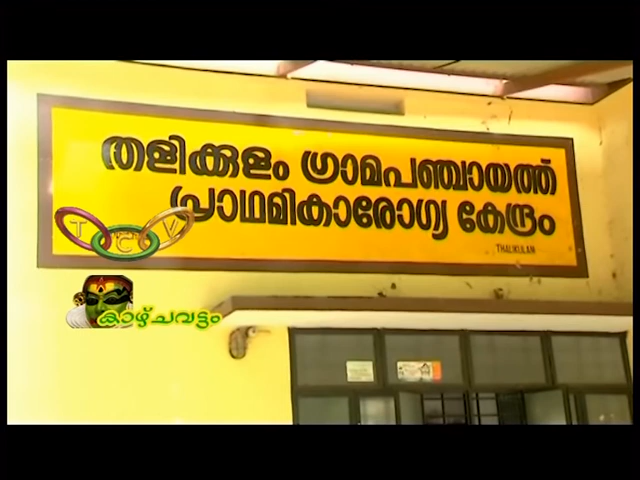 തളിക്കുളം ഗ്രാമപഞ്ചായത്ത്
പ്രാഥമികാരോഗ്യ കേന്ദ്രം
THALIKULAM
TCV
കാഴ്ചവട്ടം